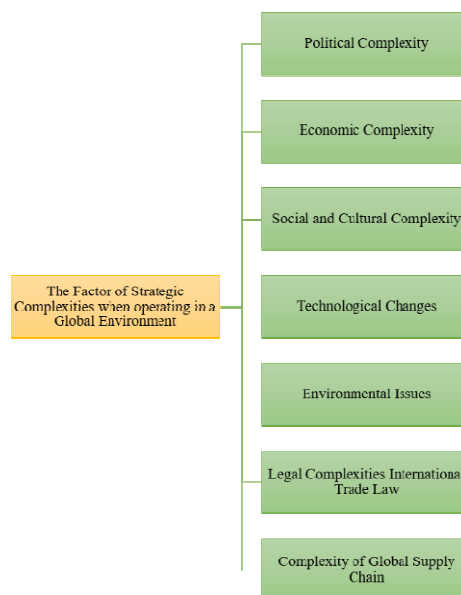 Political Complexity
Economic Complexity
Social and Cultural Complexity
The Factor of Strategic
Complexities when operating in a
Global Environment
Technological Changes
Environmental Issues
Legal Complexities Internationa
Trade Law
Complexity of Global Supply
Chain